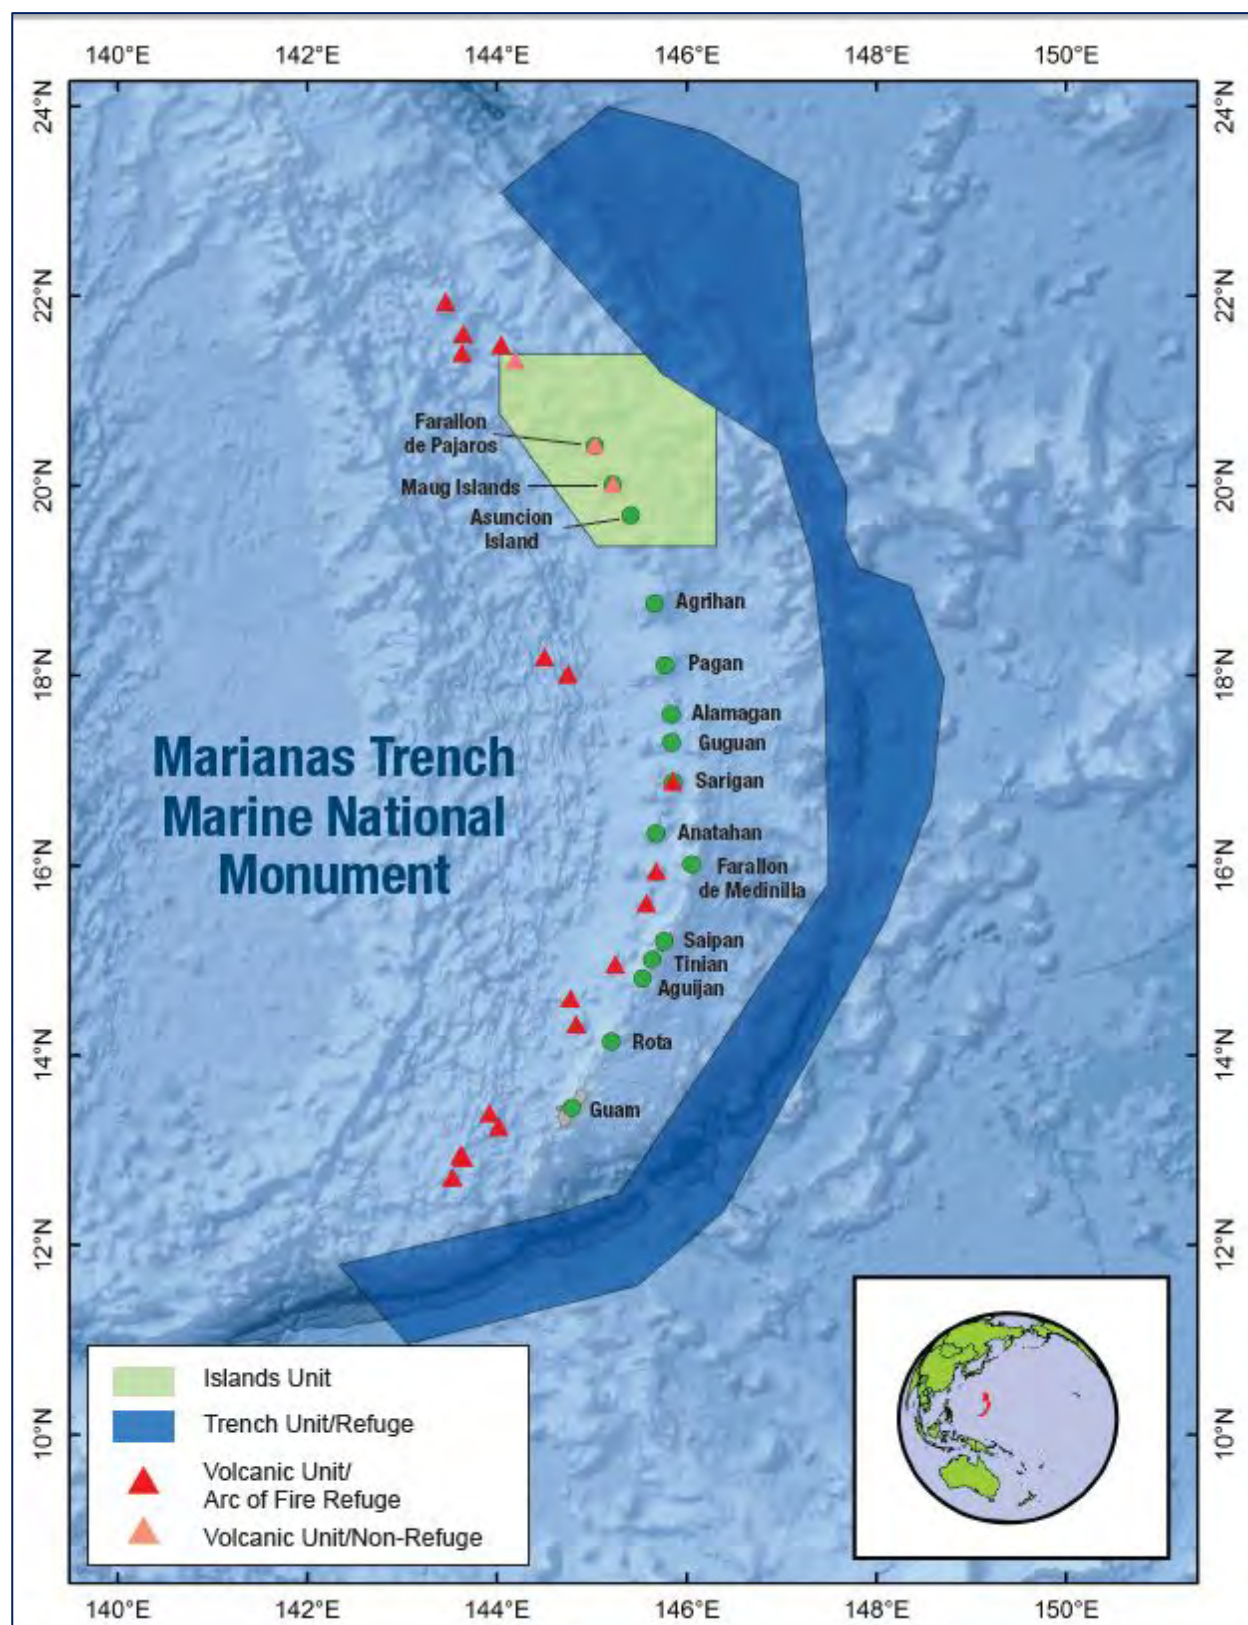 140°E 142°E 144°E 146°E 148°E 150°E
24°N 24°N
22°N 22°N
Farallon
de Pajaros
20°N 20°N
Maug Islands
Asuncion
Island
Agrihan
Pagan
18°N 18°N
Alamagan
Guguan
Marianas Trench
Marine National
Monument
Sarigan
Anatahan
16°N 16°N
Farallon
de Medinilla
Saipan
Tinian
Aguijan
14°N 14°N
Rota
Guam
12°N 12°N
Islands Unit
Trench Unit/Refuge
10°N 10°N
Volcanic Unit/
Arc of Fire Refuge
Volcanic Unit/Non-Refuge
140°E 142°E 144°E 146°E 148°E 150°E